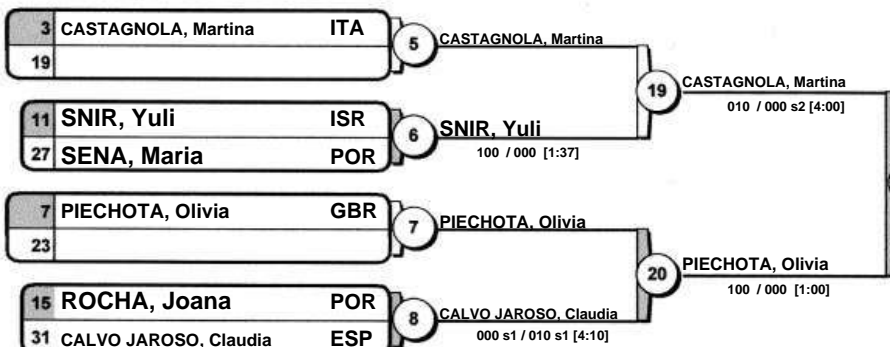 3 CASTAGNOLA, Martina ITA
19
5 CASTAGNOLA, Martina
11 SNIR, Yuli ISR
27 SENA, Maria POR
6 SNIR, Yuli
100 / 000 [1:37]
19 CASTAGNOLA, Martina
010 / 000 s2 [4:00]
7 PIECHOTA, Olivia GBR
23
7 PIECHOTA, Olivia
15 ROCHA, Joana POR
31 CALVO JAROSO, Claudia ESP
8 CALVO JAROSO, Claudia
000 s1 / 010 s1 [4:10]
20 PIECHOTA, Olivia
100 / 000 [1:00]